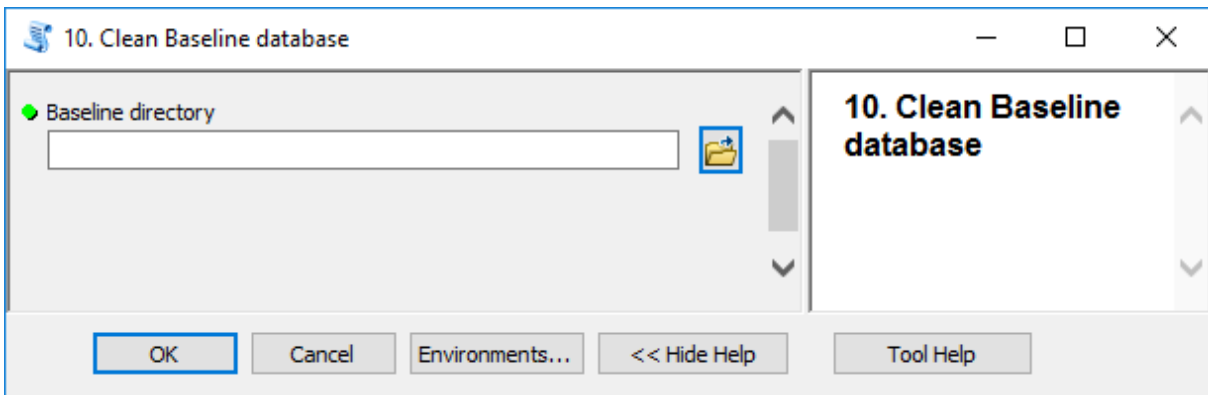 10. Clean Baseline database
Baseline directory
10. Clean Baseline
database
OK
Cancel
Environments...
<< Hide Help
Tool Help